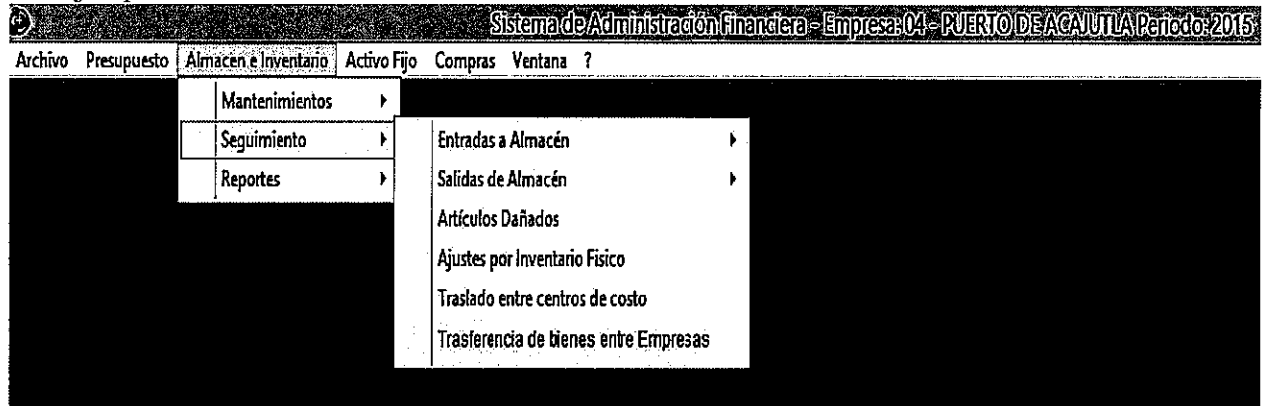 Sistema de Administración Financiera - Empresa: 04 - PUERTO DE ACAJUTLA Periodo: 2015
Archivo Presupuesto Almacén e Inventario Activo Fijo Compras Ventana ?
Mantenimientos
Seguimiento
Reportes
Entradas a Almacén
Salidas de Almacén
Artículos Dañados
Ajustes por Inventario Fisico
Traslado entre centros de costo
Trasferencia de bienes entre Empresas